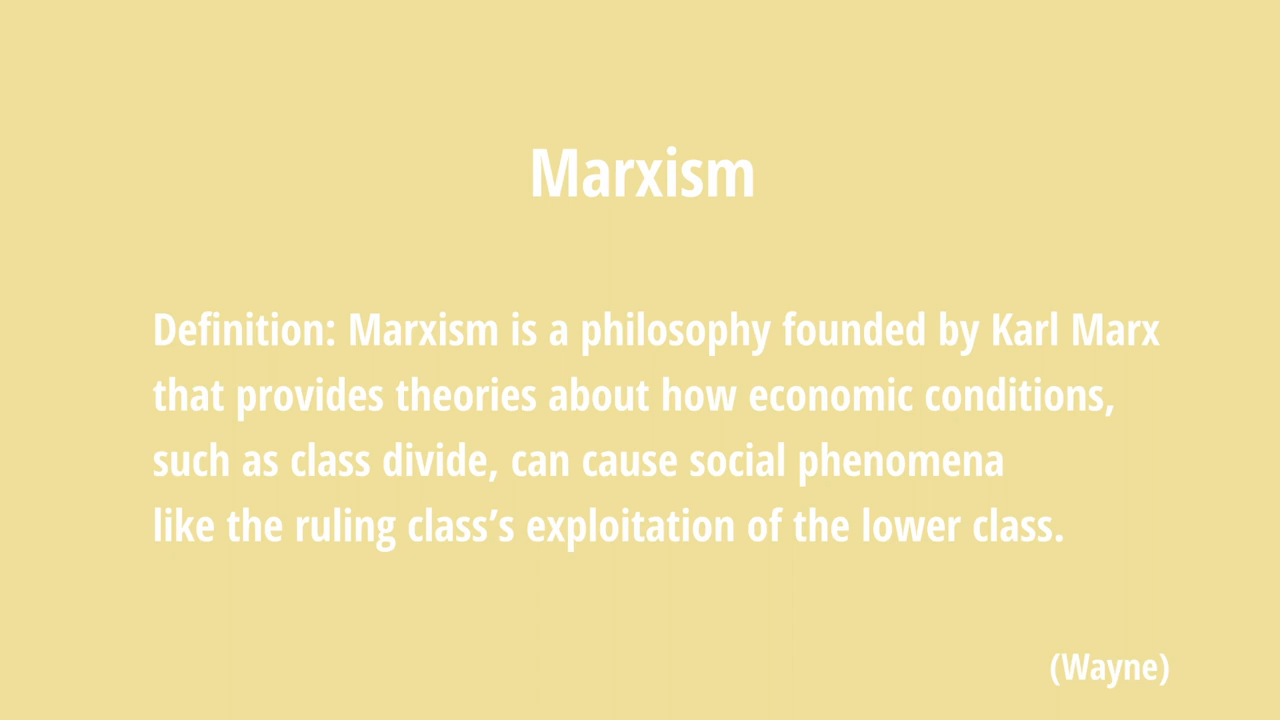 Marxism
Definition: Marxism is a philosophy founded by Karl Marx
that provides theories about how economic conditions,
such as class divide, can cause social phenomena
like the ruling class’s exploitation of the lower class.
(Wayne)